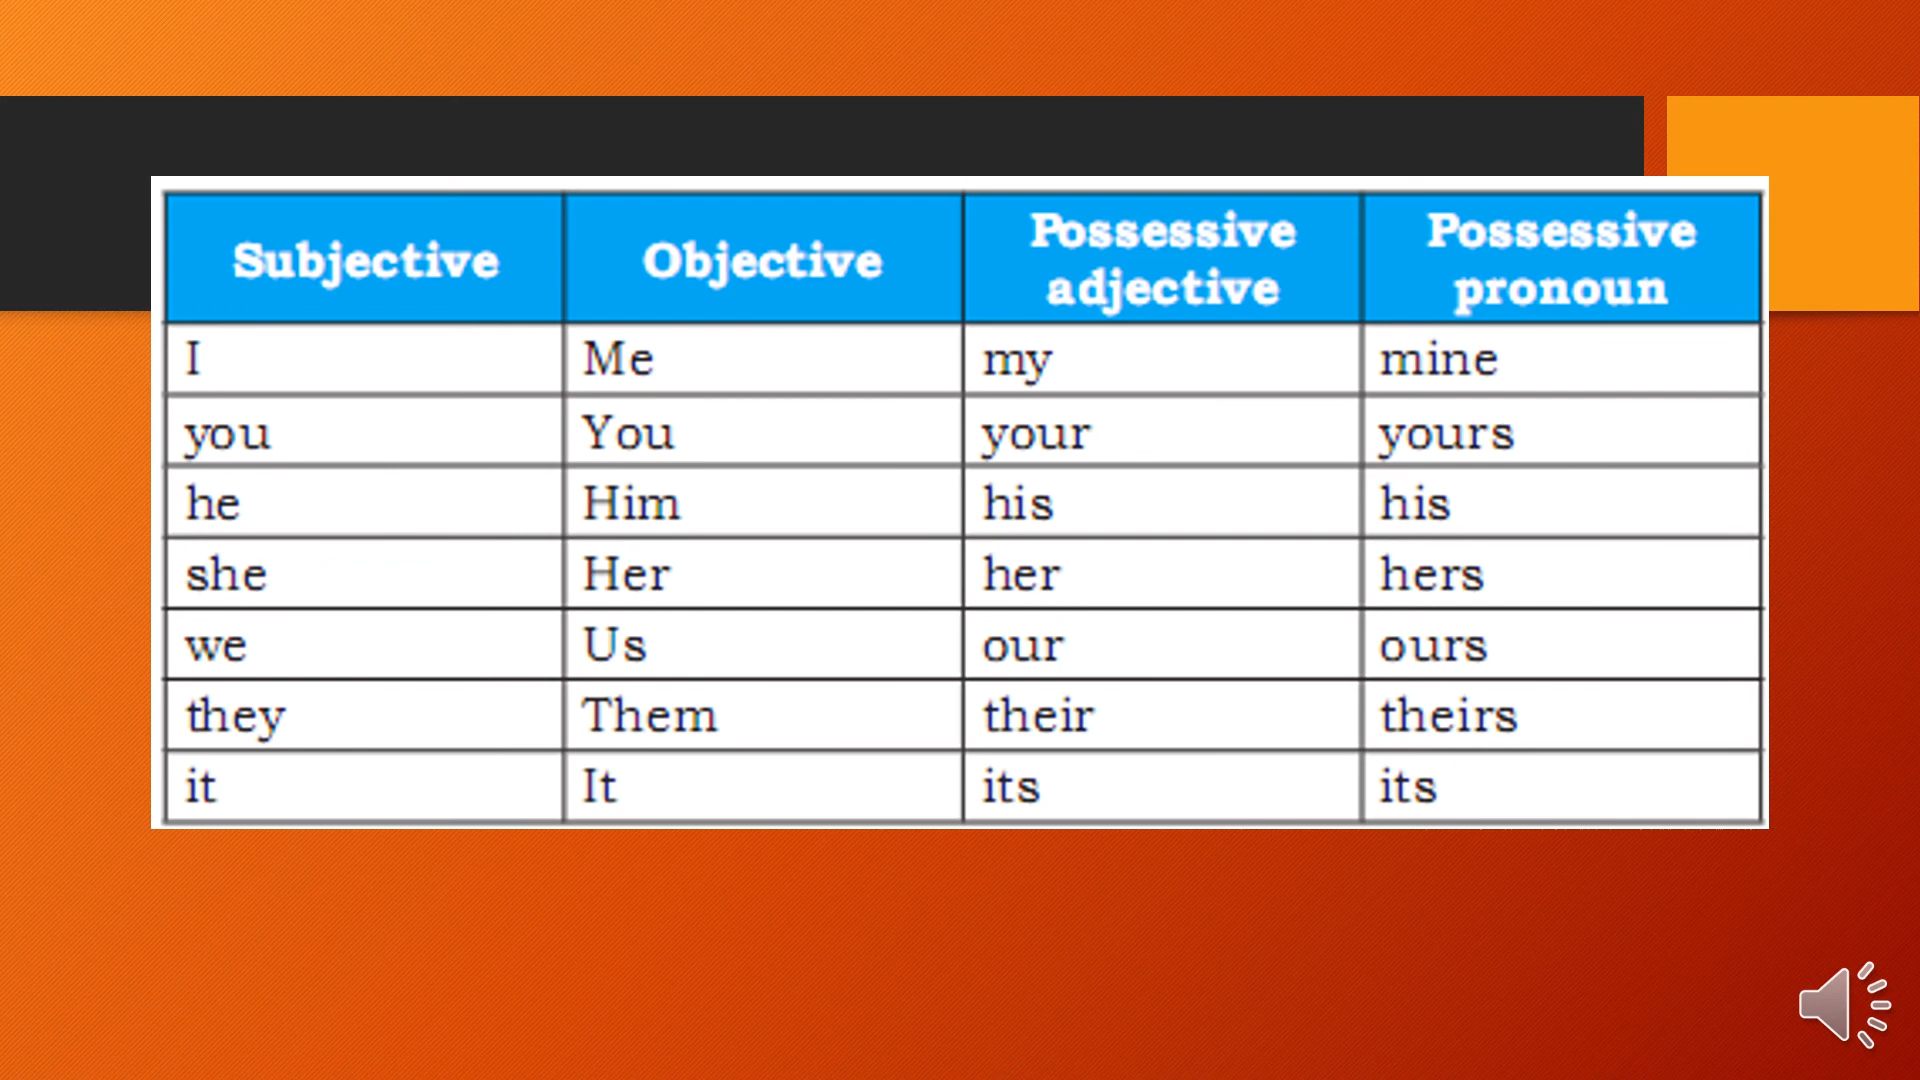 Subjective Objective Possessive adjective Possessive pronoun
I Me my mine
you You your yours
he Him his his
she Her her hers
we Us our ours
they Them their theirs
it It its its